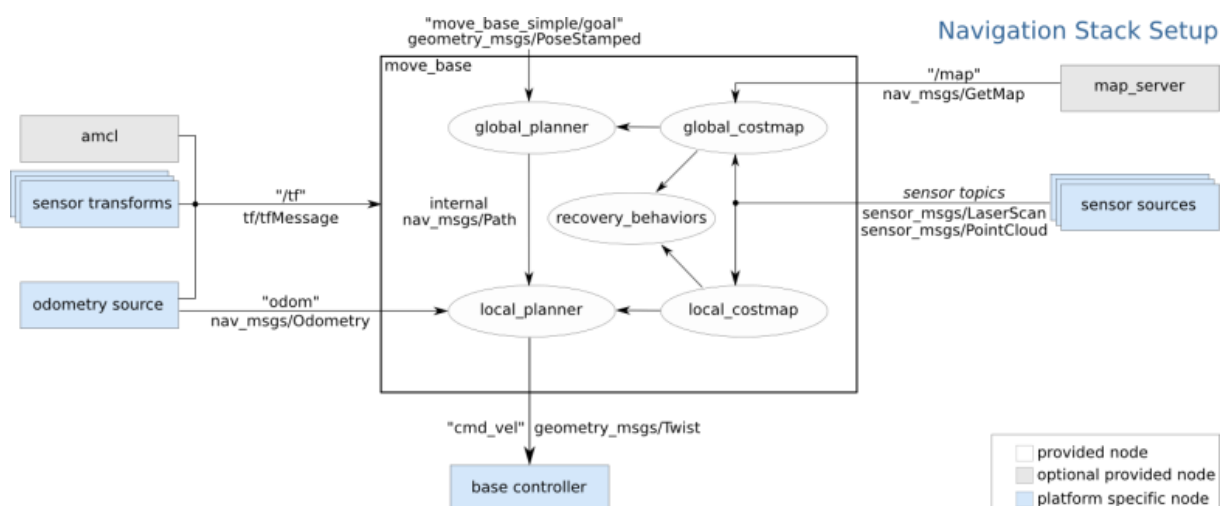 Navigation Stack Setup
"move_base_simple/goal"
geometry_msgs/PoseStamped
move_base
"/map"
nav_msgs/GetMap
map_server
amcl
global_planner
global_costmap
sensor transforms
"/tf"
tf/tfMessage
internal
nav_msgs/Path
recovery_behaviors
sensor topics
sensor_msgs/LaserScan
sensor_msgs/PointCloud
sensor sources
odometry source
"odom"
nav_msgs/Odometry
local_planner
local_costmap
"cmd_vel" geometry_msgs/Twist
base controller
provided node
optional provided node
platform specific node